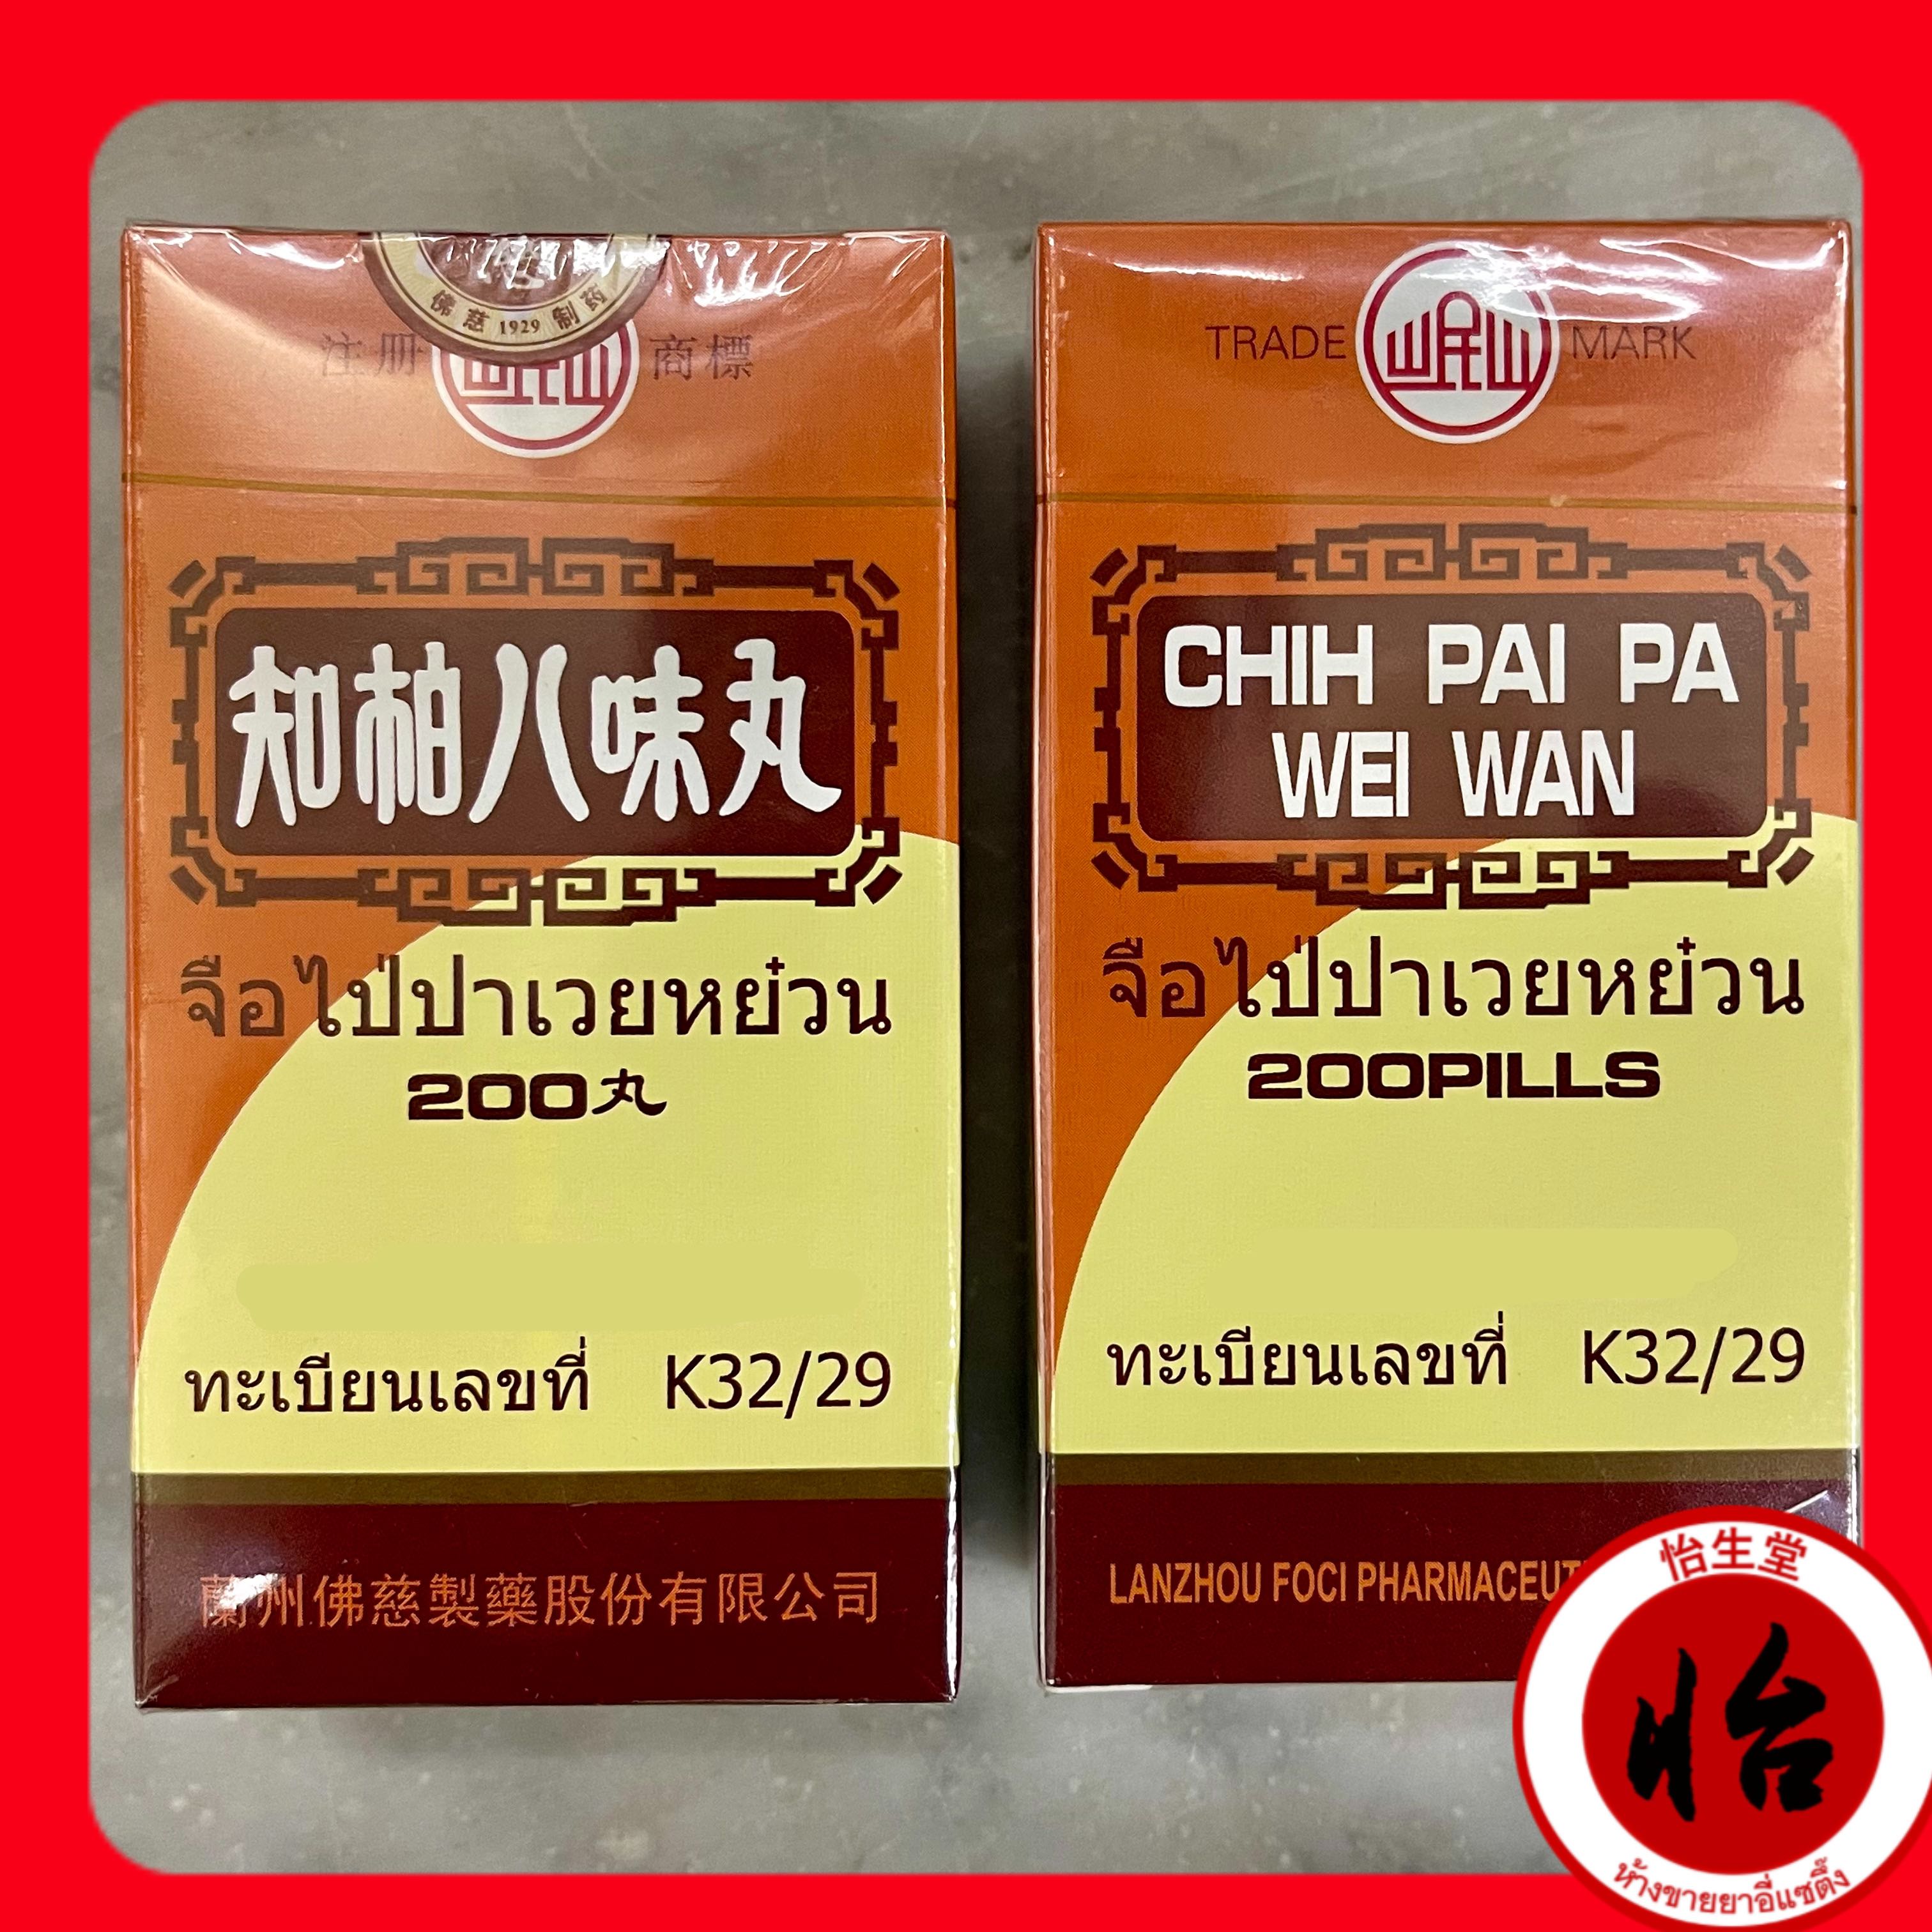 佛慈 1929 制药
注册 商標
知柏八味丸
จือไป่ปาเวยหย๋วน
200丸
ทะเบียนเลขที่ K32/29
蘭州佛慈製藥股份有限公司
TRADE 岷山 MARK
CHIH PAI PA
WEI WAN
จือไป่ปาเวยหย๋วน
200PILLS
ทะเบียนเลขที่ K32/29
LANZHOU FOCI
怡生堂
怡
ห้างขายยาอี่แซตึ๊ง